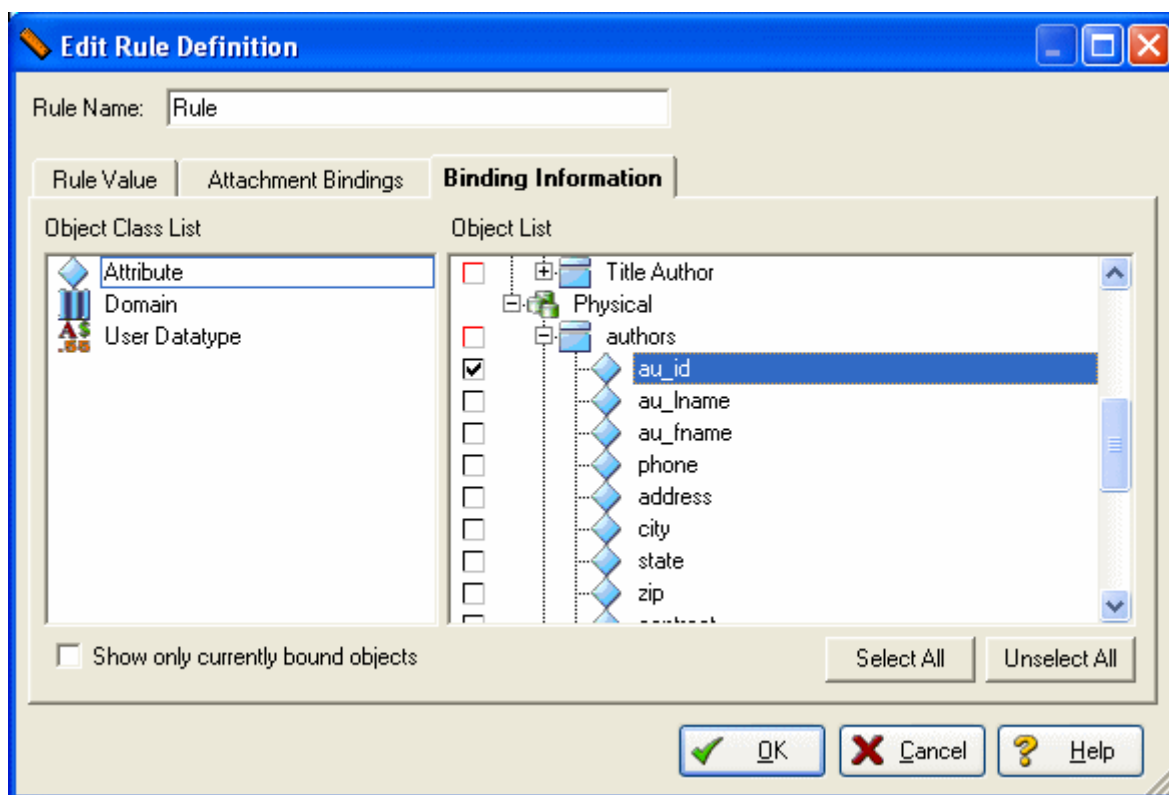 Edit Rule Definition
Rule Name: Rule
Rule Value Attachment Bindings Binding Information
Object Class List Object List
Attribute
Domain
User Datatype
Title Author
Physical
authors
au_id
au_lname
au_fname
phone
address
city
state
zip
Show only currently bound objects
Select All Unselect All
OK Cancel Help